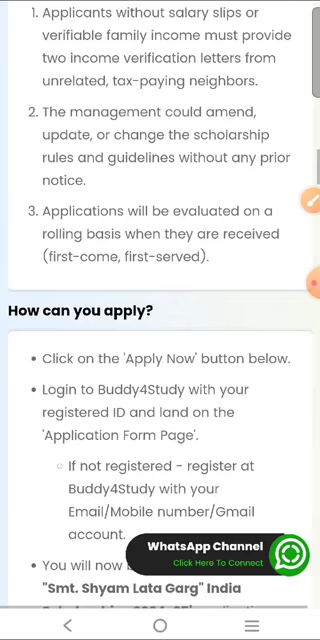 1. Applicants without salary slips or
verifiable family income must provide
two income verification letters from
unrelated, tax-paying neighbors.
2. The management could amend,
update, or change the scholarship
rules and guidelines without any prior
notice.
3. Applications will be evaluated on a
rolling basis when they are received
(first-come, first-served).
How can you apply?
• Click on the 'Apply Now' button below.
• Login to Buddy4Study with your
registered ID and land on the
'Application Form Page'.
○ If not registered - register at
Buddy4Study with your
Email/Mobile number/Gmail
account.
WhatsApp Channel
Click Here To Connect
• You will now
"Smt. Shyam Lata Garg" India